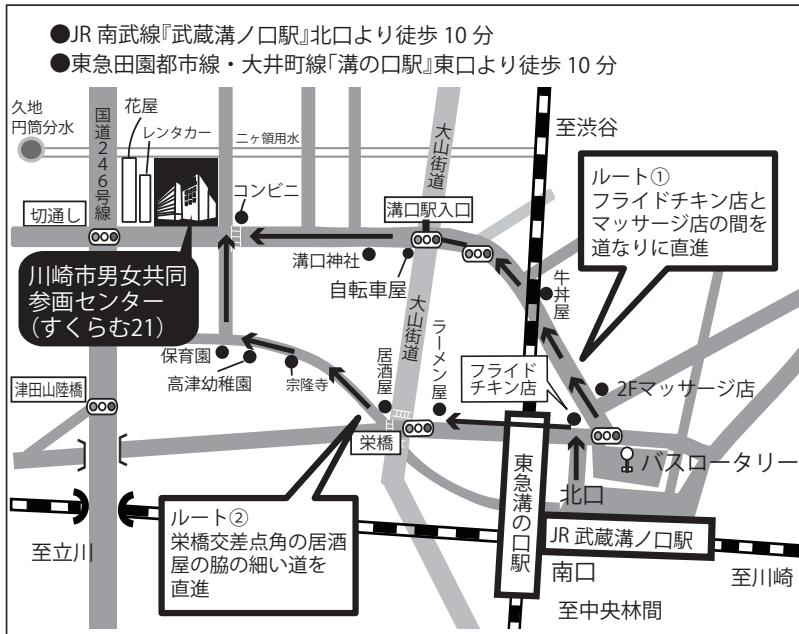 ●JR 南武線『武蔵溝ノ口駅』北口より徒歩 10 分
●東急田園都市線・大井町線「溝の口駅』東口より徒歩 10 分
久地
円筒分水
国道246号線
花屋
レンタカー
二ヶ領用水
大山街道
至渋谷
ルート①
フライドチキン店と
マッサージ店の間を
道なりに直進
切通し
コンビニ
溝口駅入口
溝口神社
自転車屋
牛丼屋
川崎市男女共同
参画センター
(すくらむ21)
大山街道
ラーメン屋
居酒屋
フライド
チキン店
2Fマッサージ店
保育園
高津幼稚園
宗隆寺
津田山陸橋
栄橋
バスロータリー
北口
東急溝の口駅
ルート②
栄橋交差点角の居酒
屋の脇の細い道を
直進
JR 武蔵溝ノ口駅
至立川
南口
至川崎
至中央林間